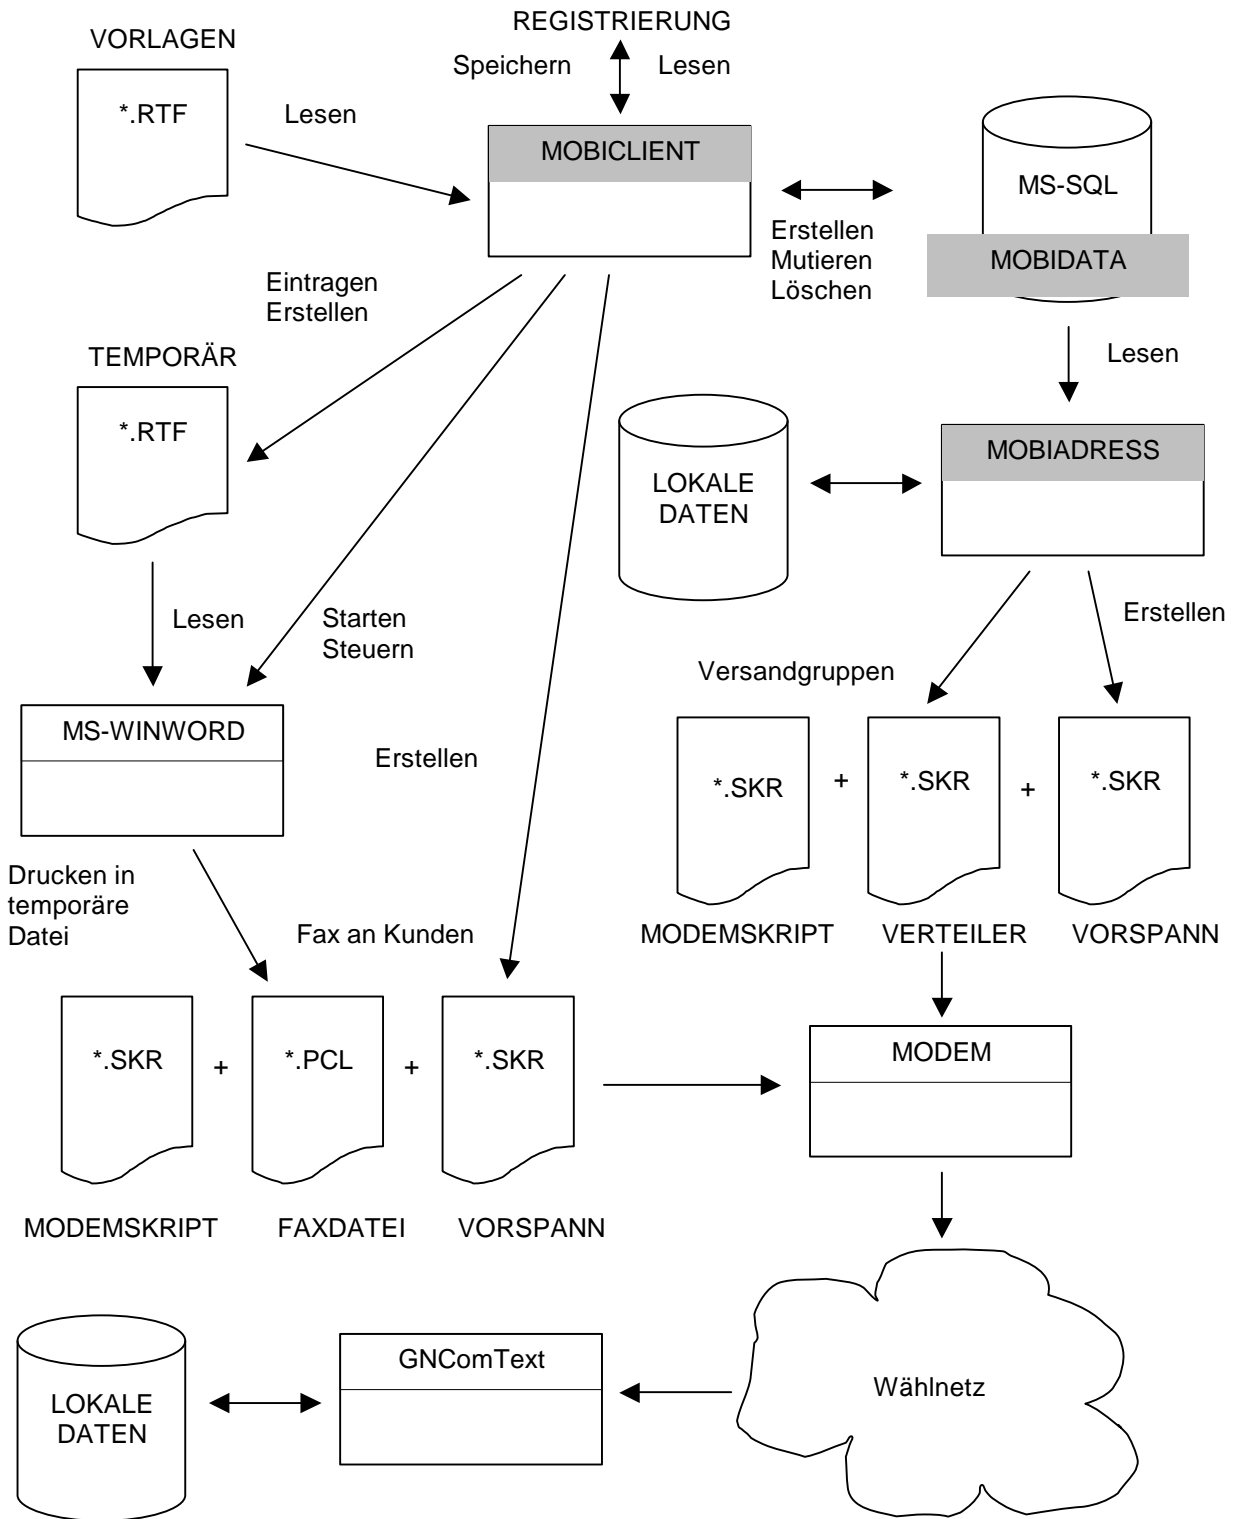 REGISTRIERUNG
VORLAGEN
Speichern
Lesen
*.RTF
Lesen
MOBICLIENT
MS-SQL
MOBIDATA
Erstellen
Mutieren
Löschen
Eintragen
Erstellen
TEMPORÄR
*.RTF
Lesen
MOBIADRESS
LOKALE
DATEN
Lesen
Starten
Steuern
Erstellen
Versandgruppen
MS-WINWORD
Erstellen
*.SKR
+
*.SKR
+
*.SKR
MODEMSKRIPT
VERTEILER
VORSPANN
Drucken in
temporäre
Datei
Fax an Kunden
*.SKR
+
*.PCL
+
*.SKR
MODEM
MODEMSKRIPT
FAXDATEI
VORSPANN
LOKALE
DATEN
GNComText
Wählnetz